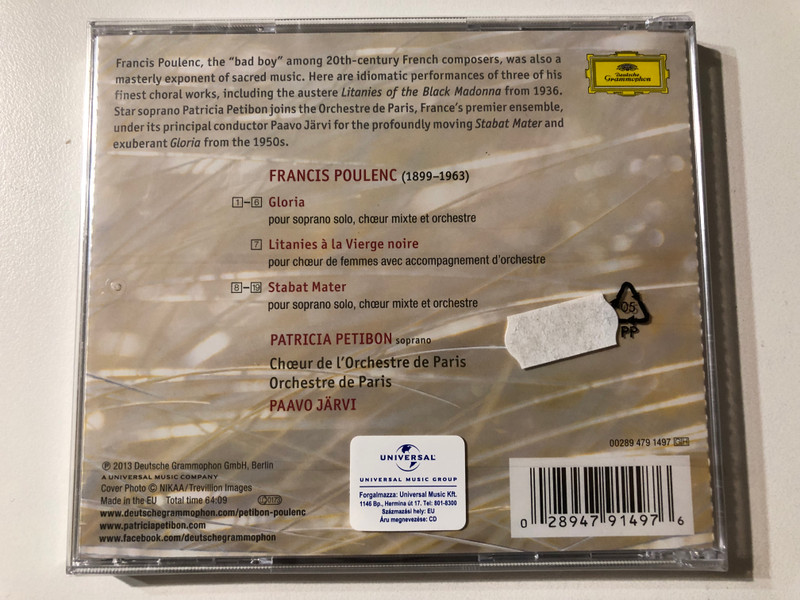 Francis Poulenc, the “bad boy” among 20th-century French composers, was also a
masterly exponent of sacred music. Here are idiomatic performances of three of his
finest choral works, including the austere Litanies of the Black Madonna from 1936.
Star soprano Patricia Petibon joins the Orchestre de Paris, France’s premier ensemble,
under its principal conductor Paavo Järvi for the profoundly moving Stabat Mater and
exuberant Gloria from the 1950s.
Deutsche
Grammophon
FRANCIS POULENC (1899–1963)
1–6 Gloria
pour soprano solo, chœur mixte et orchestre
7 Litanies à la Vierge noire
pour chœur de femmes avec accompagnement d’orchestre
8–19 Stabat Mater
pour soprano solo, chœur mixte et orchestre
05
PP
PATRICIA PETIBON soprano
Chœur de l’Orchestre de Paris
Orchestre de Paris
PAAVO JÄRVI
00289 479 1497 GH
℗ 2013 Deutsche Grammophon GmbH, Berlin
A UNIVERSAL MUSIC COMPANY
Cover Photo © NIKAA/Trevillion Images
Made in the EU Total time 64:09
www.deutschegrammophon.com/petibon-poulenc
www.patriciapetibon.com
www.facebook.com/deutschegrammophon
UNIVERSAL
UNIVERSAL MUSIC GROUP
Forgalmazza: Universal Music Kft.
1146 Bp., Hermina út 17. Tel: 801-8300
Származási hely: EU
Áru megnevezése: CD
0 28947 91497 6